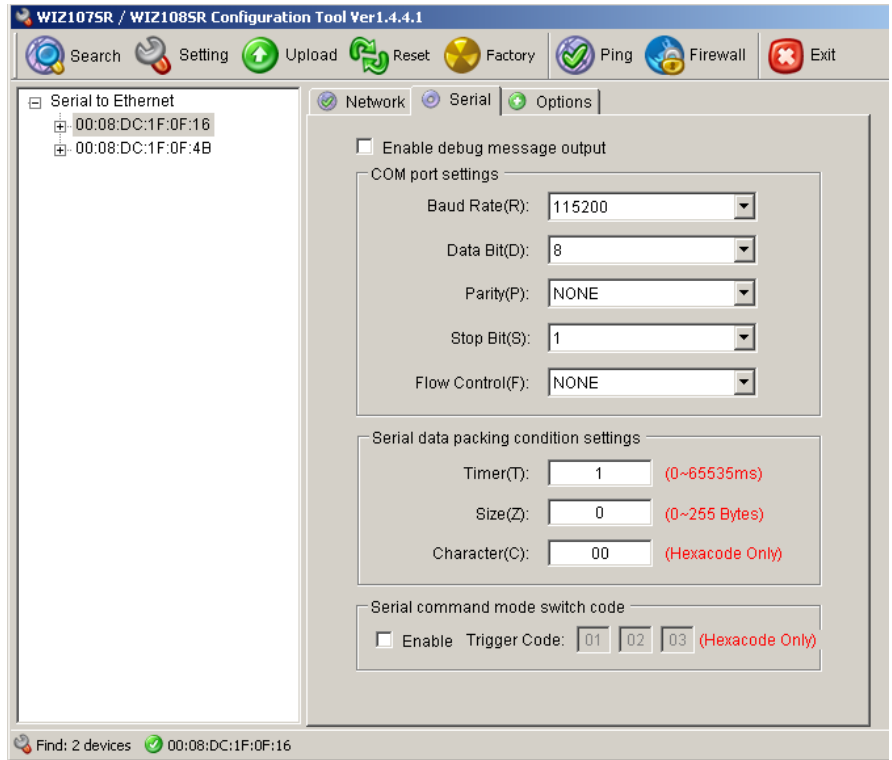 WIZ107SR / WIZ108SR Configuration Tool Ver1.4.4.1
Search Setting Upload Reset Factory Ping Firewall Exit
Serial to Ethernet
00:08:DC:1F:0F:16
00:08:DC:1F:0F:4B
Network Serial Options
Enable debug message output
COM port settings
Baud Rate(R): 115200
Data Bit(D): 8
Parity(P): NONE
Stop Bit(S): 1
Flow Control(F): NONE
Serial data packing condition settings
Timer(T): 1 (0~65535ms)
Size(Z): 0 (0~255 Bytes)
Character(C): 00 (Hexacode Only)
Serial command mode switch code
Enable Trigger Code: 01 02 03 (Hexacode Only)
Find: 2 devices 00:08:DC:1F:0F:16